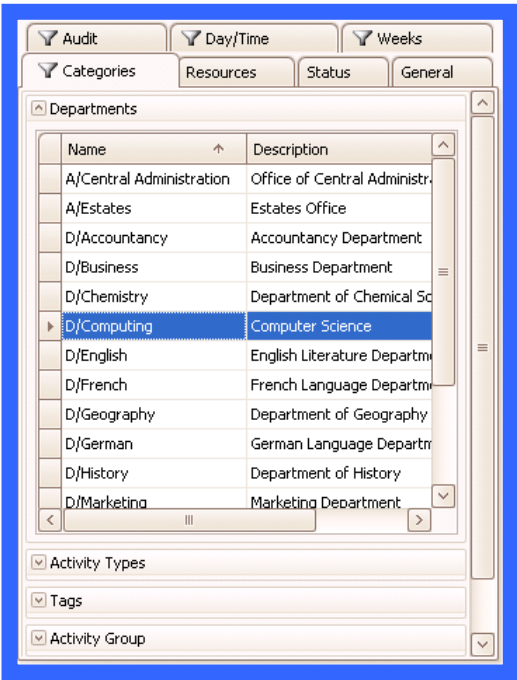 Audit Day/Time Weeks
Categories Resources Status General
Departments
Name Description
A/Central Administration Office of Central Administr
A/Estates Estates Office
D/Accountancy Accountancy Department
D/Business Business Department
D/Chemistry Department of Chemical Sc
D/Computing Computer Science
D/English English Literature Departm
D/French French Language Departm
D/Geography Department of Geography
D/German German Language Departm
D/History Department of History
D/Marketing Marketing Department
Activity Types
Tags
Activity Group